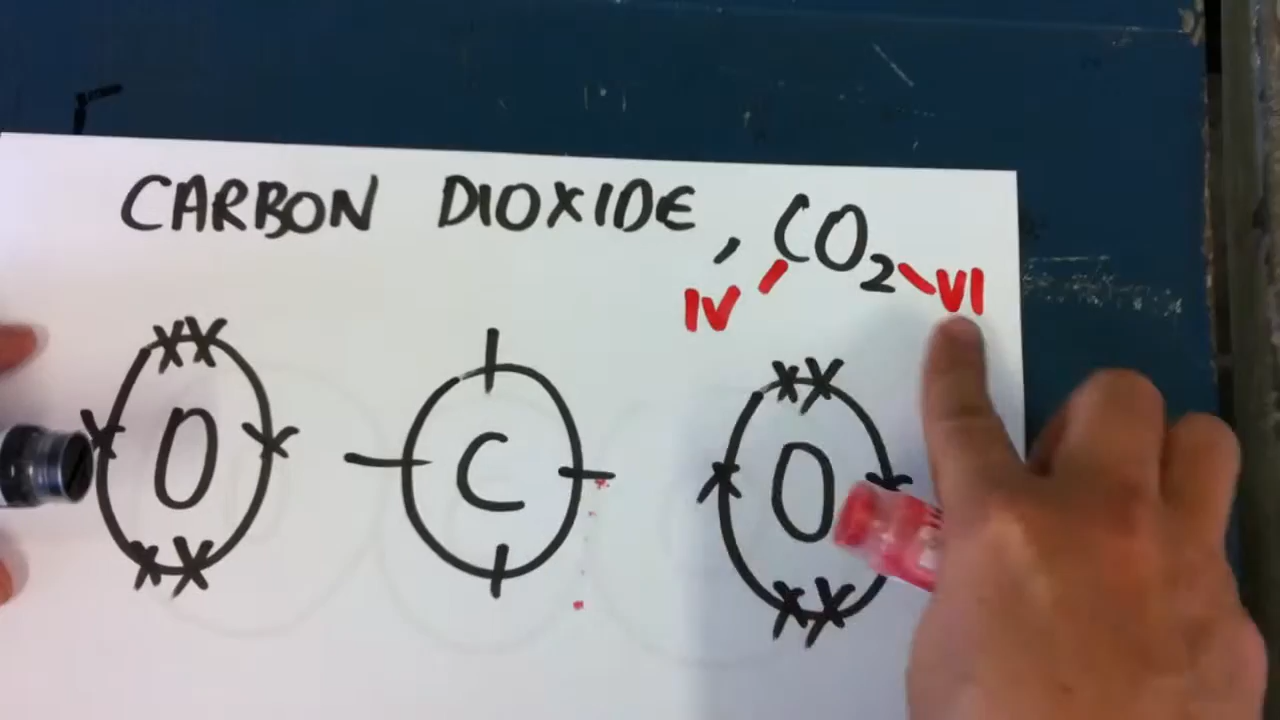 CARBON DIOXIDE, CO₂
IV VI
O C O